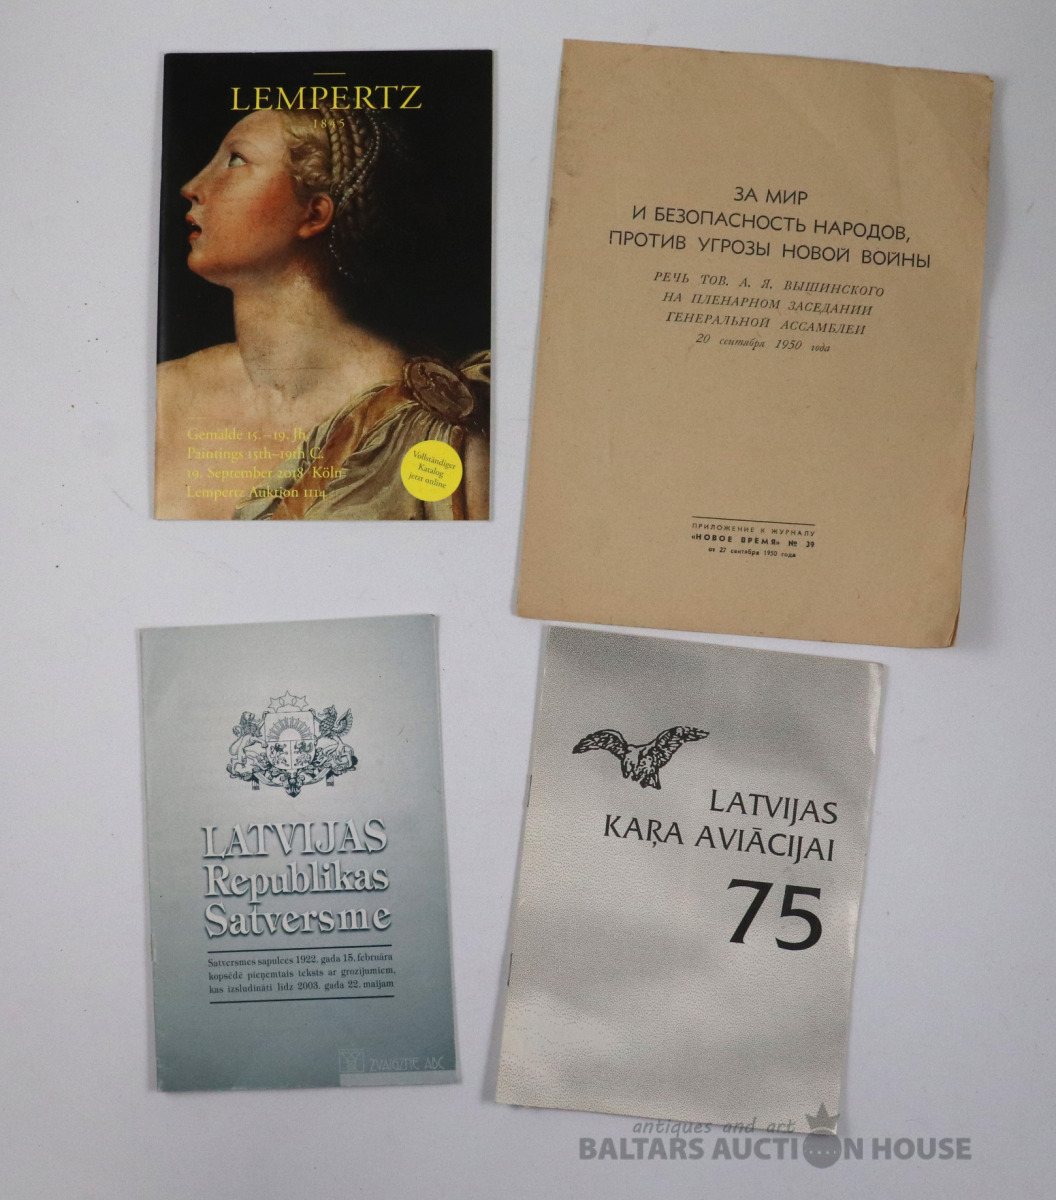 LEMPERTZ
1845
Gemälde 15.–19. Jh.
Paintings 15th–19th C.
19. September 2018 Köln
Lempertz Auktion 1114
Vollständiger
Katalog
jetzt online
ЗА МИР
И БЕЗОПАСНОСТЬ НАРОДОВ,
ПРОТИВ УГРОЗЫ НОВОЙ ВОЙНЫ
РЕЧЬ ТОВ. А. Я. ВЫШИНСКОГО
НА ПЛЕНАРНОМ ЗАСЕДАНИИ
ГЕНЕРАЛЬНОЙ АССАМБЛЕИ
20 сентября 1950 года
ПРИЛОЖЕНИЕ К ЖУРНАЛУ
«НОВОЕ ВРЕМЯ» № 39
от 27 сентября 1950 года
LATVIJAS
Republikas
Satversme
Satversmes sapulces 1922. gada 15. februāra
kopsēdē pieņemtais teksts ar grozījumiem,
kas izsludināti līdz 2003. gada 22. maijam
ZVAIGZNE ABC
LATVIJAS
KAŖA AVIĀCIJAI
75
antiques and art
BALTARS AUCTION HOUSE